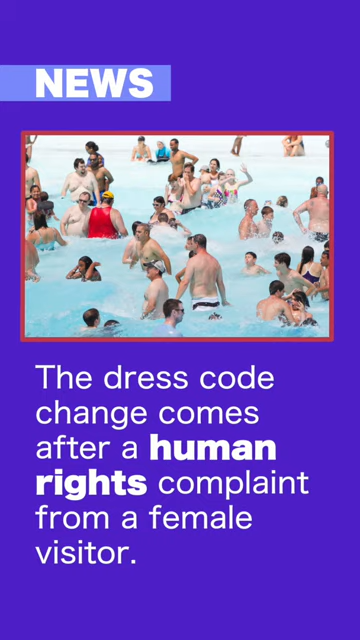 NEWS
The dress code
change comes
after a human
rights complaint
from a female
visitor.